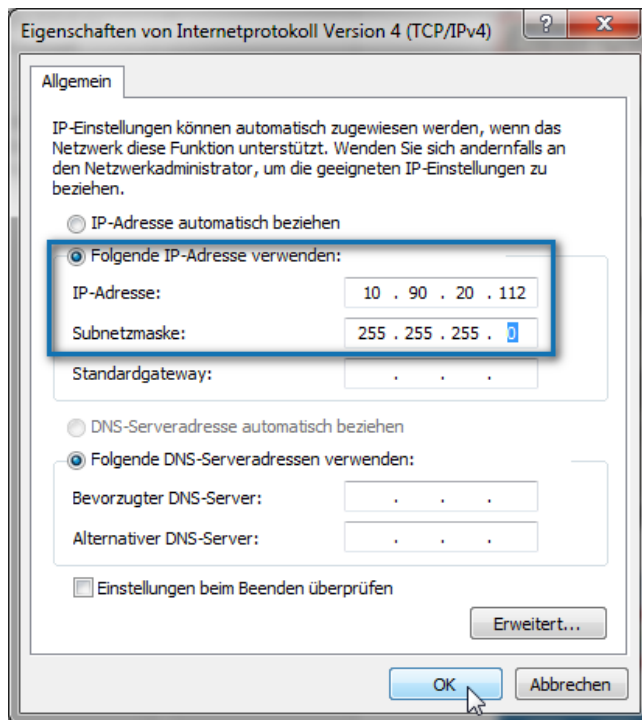 Eigenschaften von Internetprotokoll Version 4 (TCP/IPv4)
?
X
Allgemein
IP-Einstellungen können automatisch zugewiesen werden, wenn das
Netzwerk diese Funktion unterstützt. Wenden Sie sich andernfalls an
den Netzwerkadministrator, um die geeigneten IP-Einstellungen zu
beziehen.
IP-Adresse automatisch beziehen
Folgende IP-Adresse verwenden:
IP-Adresse: 10 . 90 . 20 . 112
Subnetzmaske: 255 . 255 . 255 . 0
Standardgateway: . . .
DNS-Serveradresse automatisch beziehen
Folgende DNS-Serveradressen verwenden:
Bevorzugter DNS-Server: . . .
Alternativer DNS-Server: . . .
Einstellungen beim Beenden überprüfen
Erweitert...
OK Abbrechen